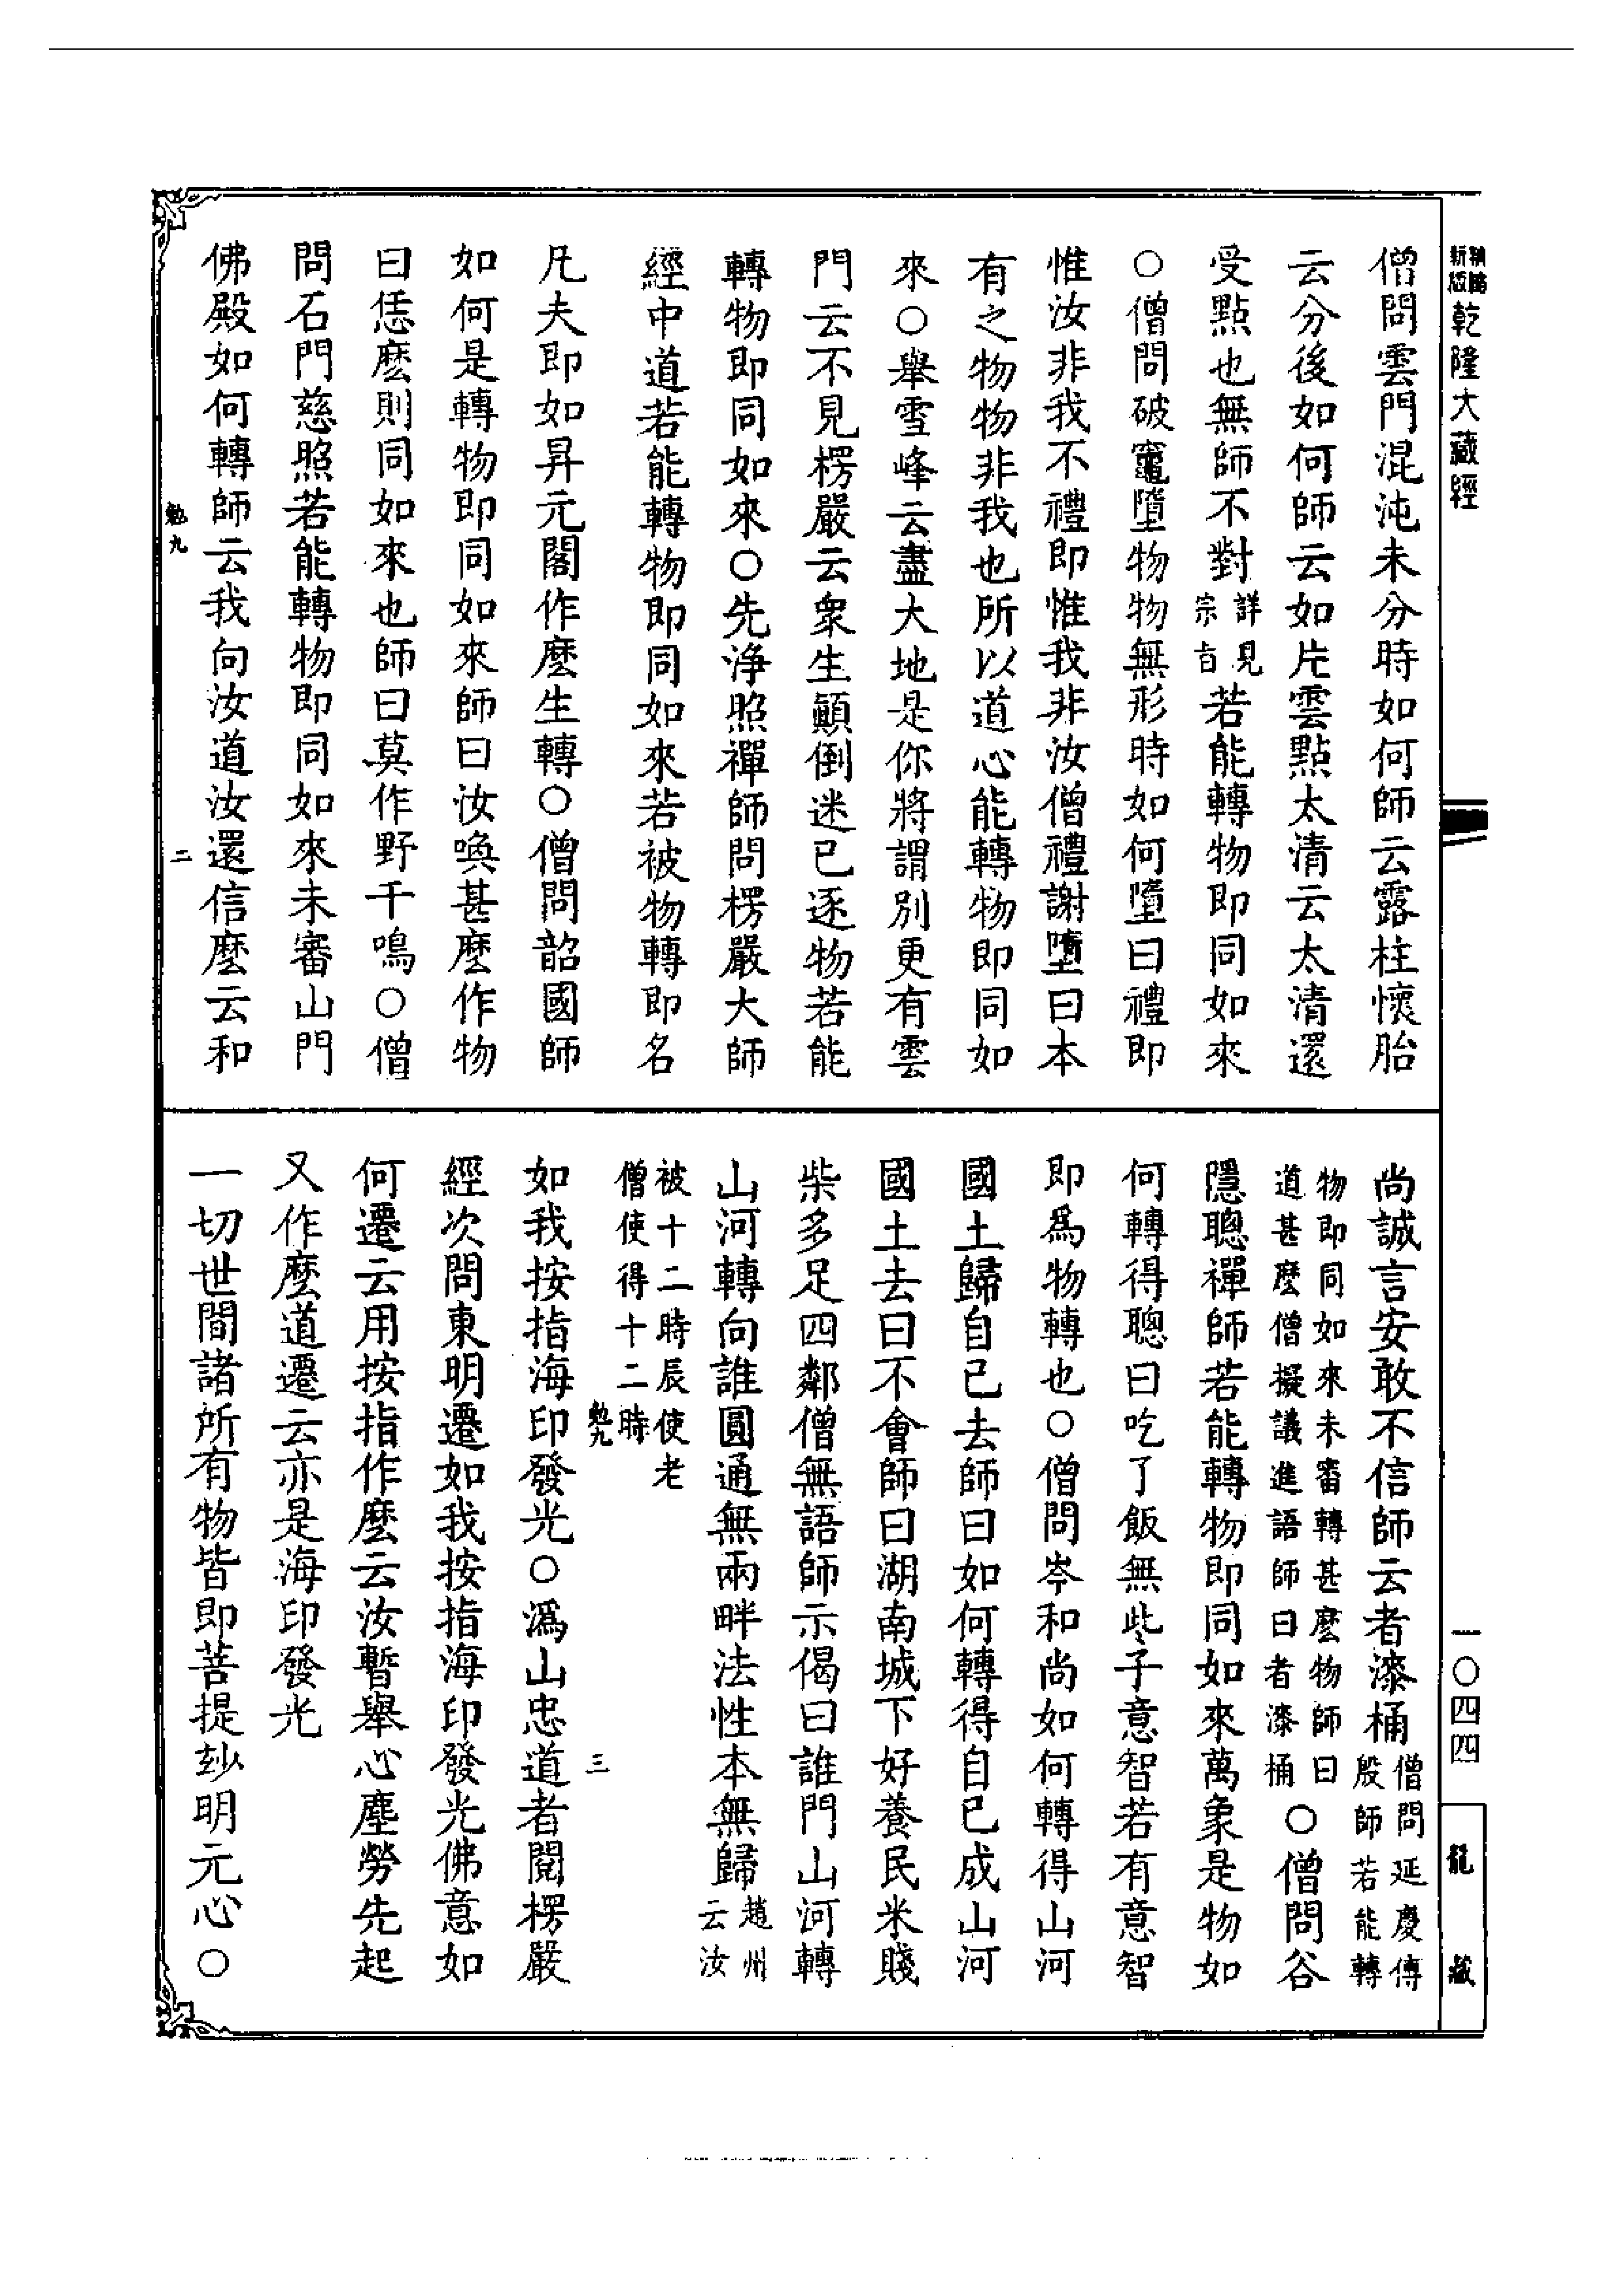 新版
乾隆大藏經
一〇四四
龍藏
僧問雲門混沌未分時如何師云露柱懷胎
云分後如何師云如片雲點太清云太清還
受點也無師不對詳見宗旨若能轉物即同如來
○僧問破竈墮物物無形時如何墮曰禮即
惟汝非我不禮即惟我非汝僧禮謝墮曰本
有之物物非我也所以道心能轉物即同如
來○舉雪峰云盡大地是你將謂別更有雲
門云不見楞嚴云衆生顚倒迷己逐物若能
轉物即同如來○先淨照禪師問楞嚴大師
經中道若能轉物即同如來若被物轉即名
凡夫即如昇元閣作麽生轉○僧問韶國師
如何是轉物即同如來師曰汝喚甚麽作物
曰恁麽則同如來也師曰莫作野干鳴○僧
問石門慈照若能轉物即同如來未審山門
佛殿如何轉師云我向汝道汝還信麽云和
勉九
二
尚誠言安敢不信師云者漆桶僧問延慶傳殷師若能轉
物即同如來未審轉甚麽物師曰道甚麽僧擬議進語師曰者漆桶○僧問谷
隱聰禪師若能轉物即同如來萬象是物如
何轉得聰曰吃了飯無些子意智若有意智
即爲物轉也○僧問岑和尚如何轉得山河
國土歸自已去師曰如何轉得自已成山河
國土去曰不會師曰湖南城下好養民米賤
柴多足四鄰僧無語師示偈曰誰門山河轉
山河轉向誰圓通無兩畔法性本無歸趙州云汝
被十二時辰使老僧使得十二時
勉九
三
如我按指海印發光○潙山忠道者閱楞嚴
經次問東明遷如我按指海印發光佛意如
何遷云用按指作麽云汝暫舉心塵勞先起
又作麽道遷云亦是海印發光
一切世間諸所有物皆即菩提玅明元心○